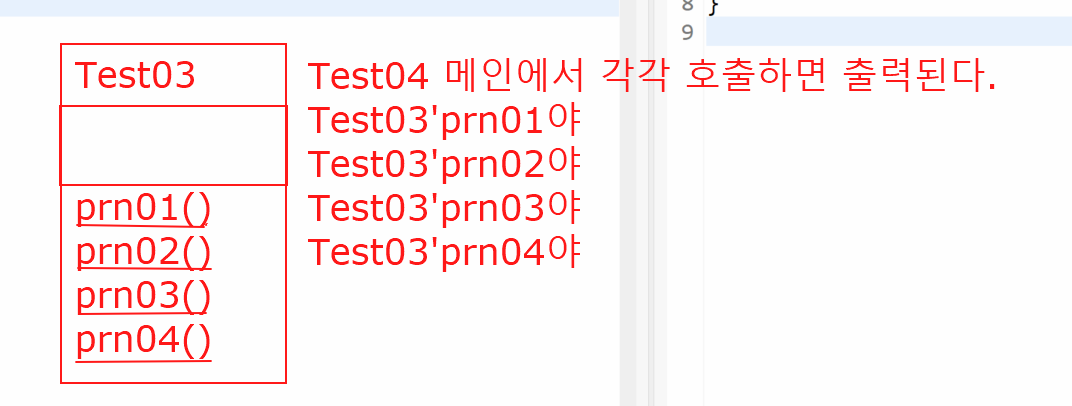 8 }
9
Test03
Test04 메인에서 각각 호출하면 출력된다.
Test03'prn01야
Test03'prn02야
Test03'prn03야
Test03'prn04야
prn01()
prn02()
prn03()
prn04()